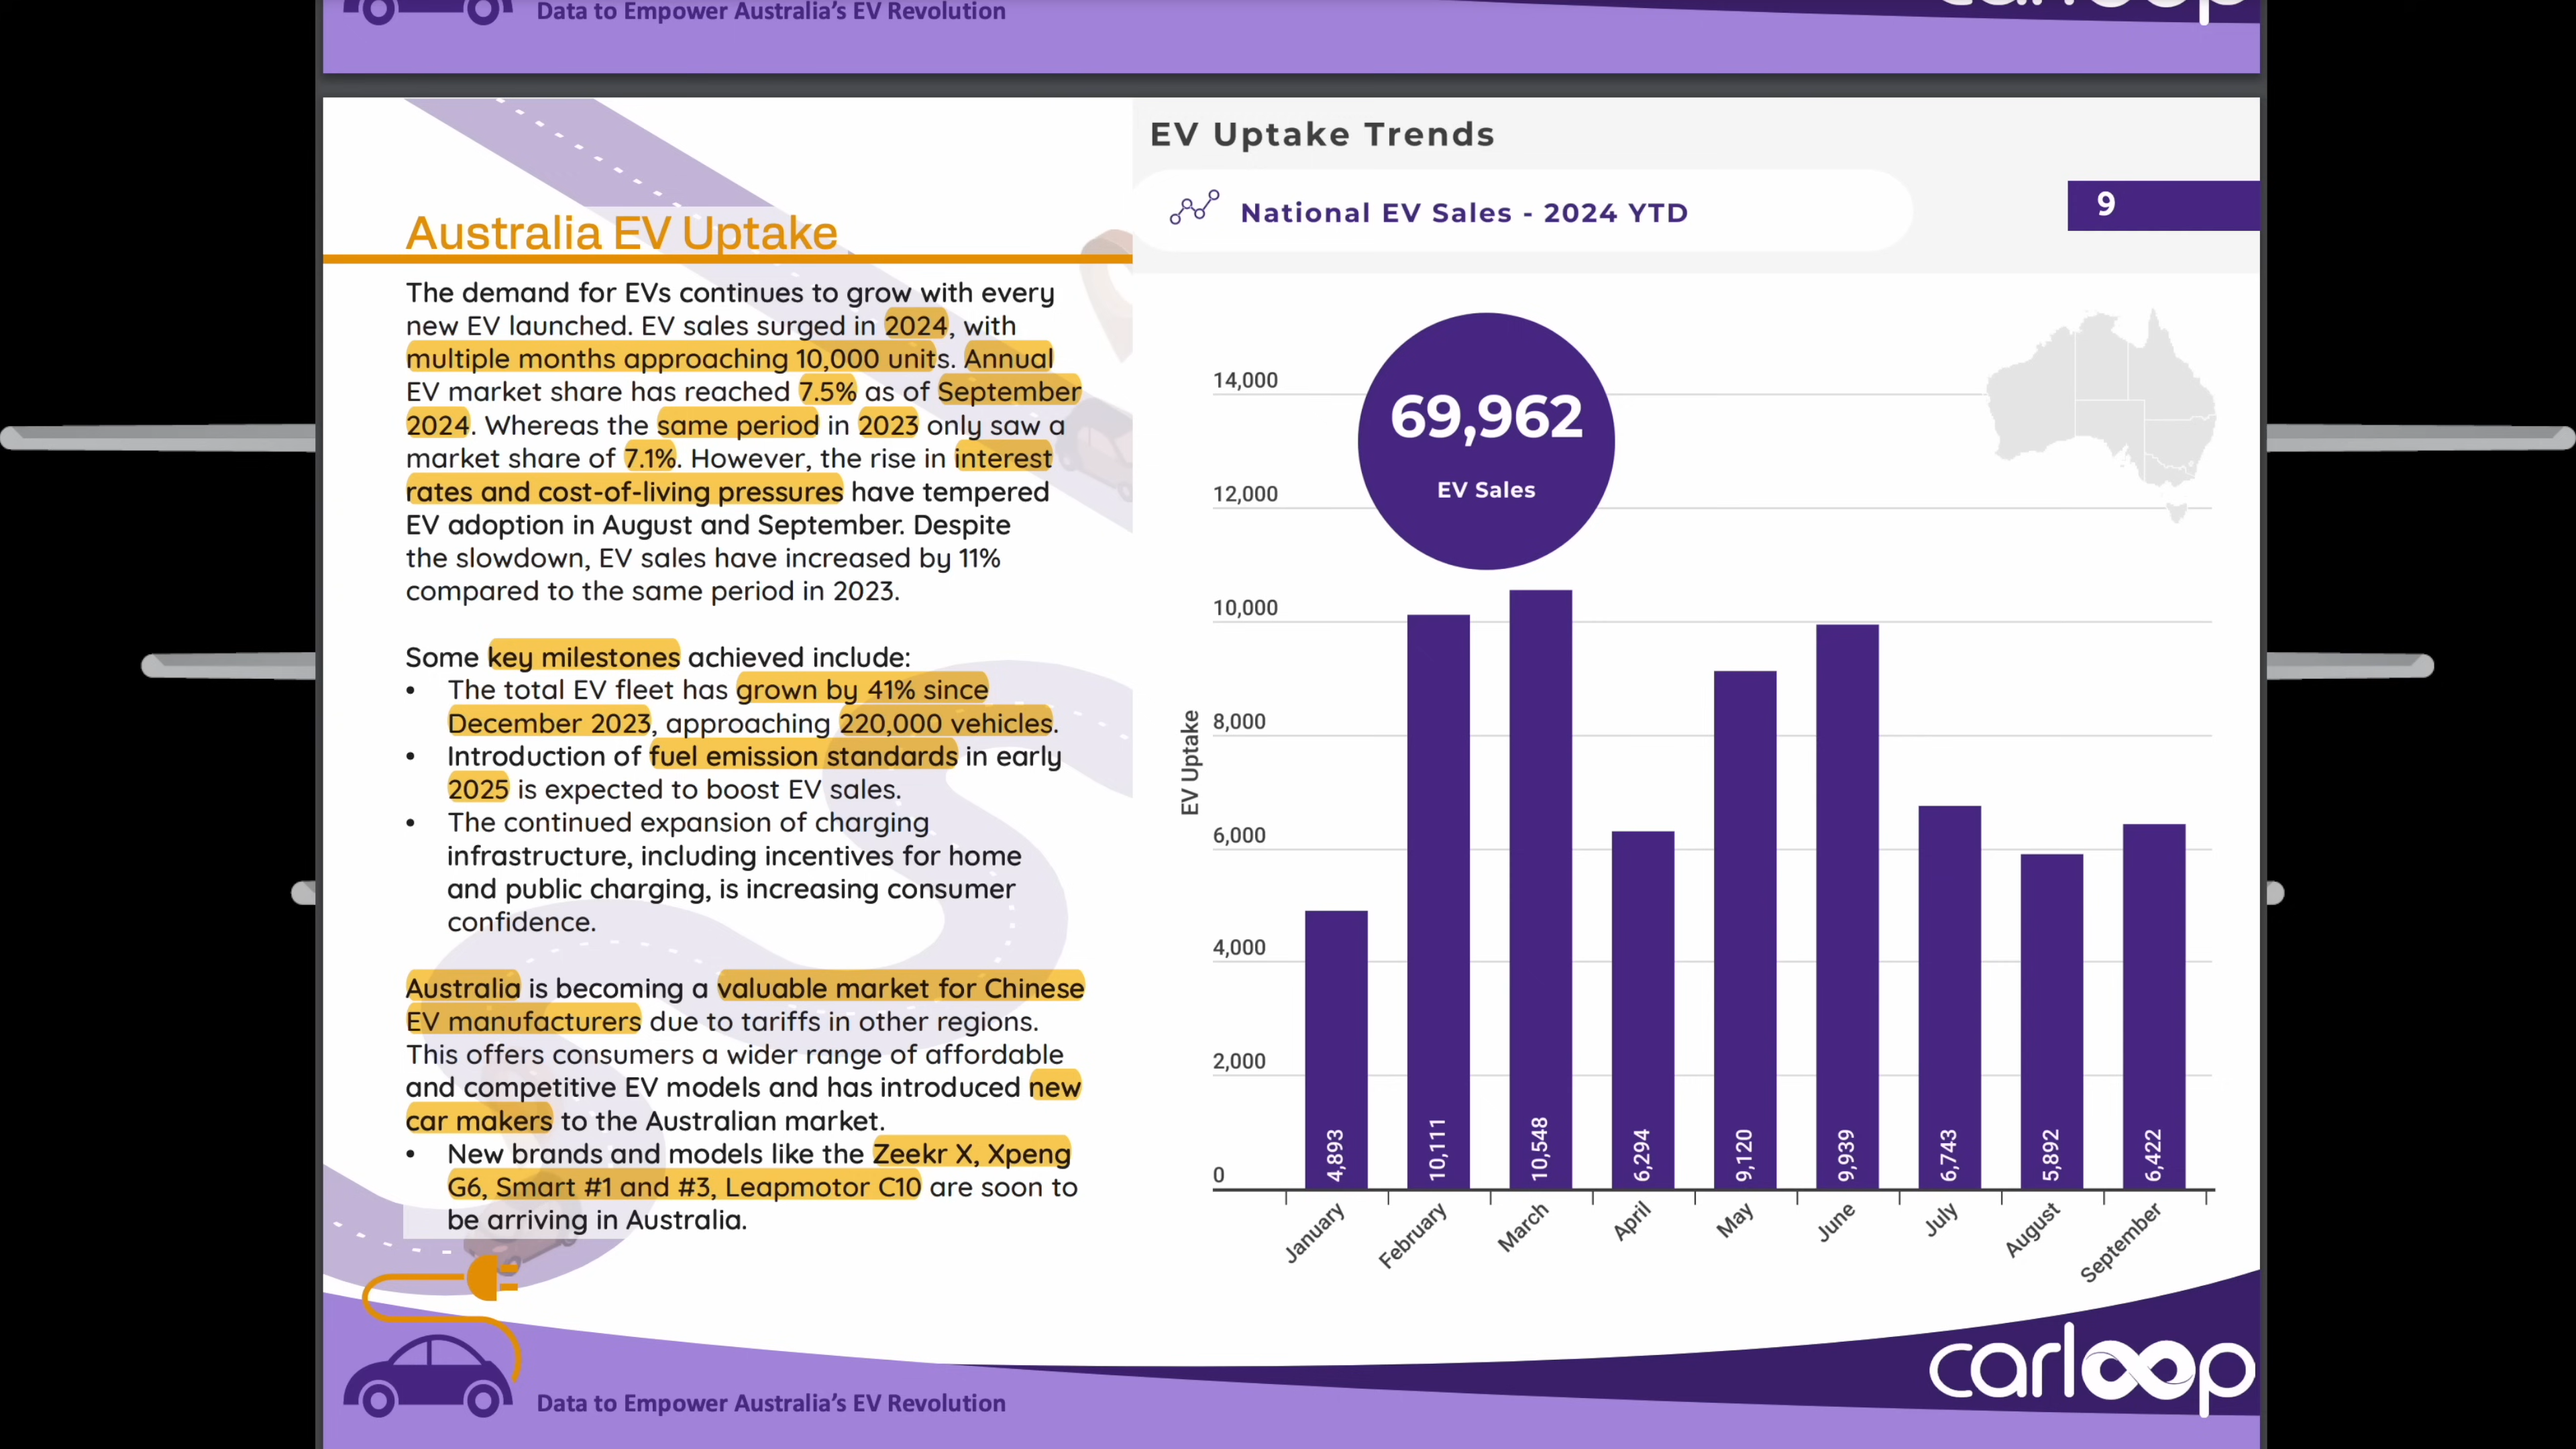 Data to Empower Australia's EV Revolution
Australia EV Uptake
The demand for EVs continues to grow with every
new EV launched. EV sales surged in 2024, with
multiple months approaching 10,000 units. Annual
EV market share has reached 7.5% as of September
2024. Whereas the same period in 2023 only saw a
market share of 7.1%. However, the rise in interest
rates and cost-of-living pressures have tempered
EV adoption in August and September. Despite
the slowdown, EV sales have increased by 11%
compared to the same period in 2023.
Some key milestones achieved include:
• The total EV fleet has grown by 41% since
December 2023, approaching 220,000 vehicles.
• Introduction of fuel emission standards in early
2025 is expected to boost EV sales.
• The continued expansion of charging
infrastructure, including incentives for home
and public charging, is increasing consumer
confidence.
Australia is becoming a valuable market for Chinese
EV manufacturers due to tariffs in other regions.
This offers consumers a wider range of affordable
and competitive EV models and has introduced new
car makers to the Australian market.
• New brands and models like the Zeekr X, Xpeng
G6, Smart #1 and #3, Leapmotor C10 are soon to
be arriving in Australia.
Data to Empower Australia's EV Revolution
EV Uptake Trends
National EV Sales - 2024 YTD
9
69,962
EV Sales
EV Uptake
14,000
12,000
10,000
8,000
6,000
4,000
2,000
0
4,893
10,111
10,548
6,294
9,120
9,939
6,743
5,892
6,422
January
February
March
April
May
June
July
August
September
carloop